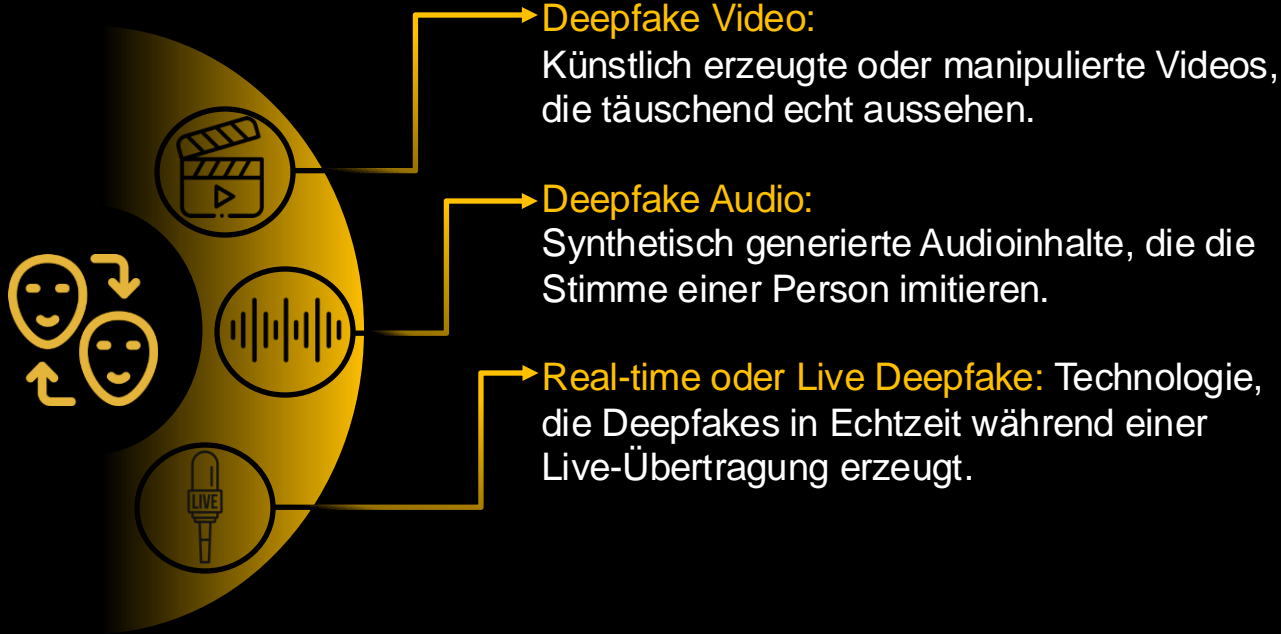 Deepfake Video:
Künstlich erzeugte oder manipulierte Videos,
die täuschend echt aussehen.
Deepfake Audio:
Synthetisch generierte Audioinhalte, die die
Stimme einer Person imitieren.
Real-time oder Live Deepfake: Technologie,
die Deepfakes in Echtzeit während einer
Live-Übertragung erzeugt.
LIVE